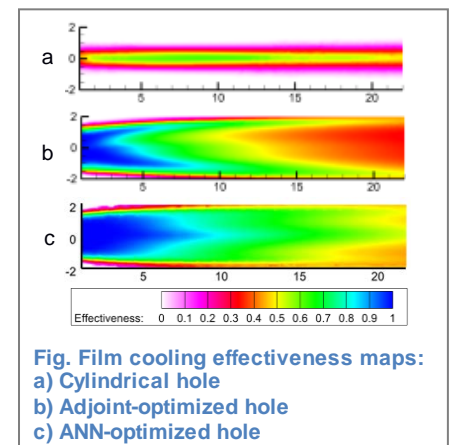 2
a
0
-2
5 10 15 20
2
b
0
-2
5 10 15 20
2
c
0
-2
5 10 15 20
Effectiveness: 0 0.1 0.2 0.3 0.4 0.5 0.6 0.7 0.8 0.9 1
Fig. Film cooling effectiveness maps:
a) Cylindrical hole
b) Adjoint-optimized hole
c) ANN-optimized hole